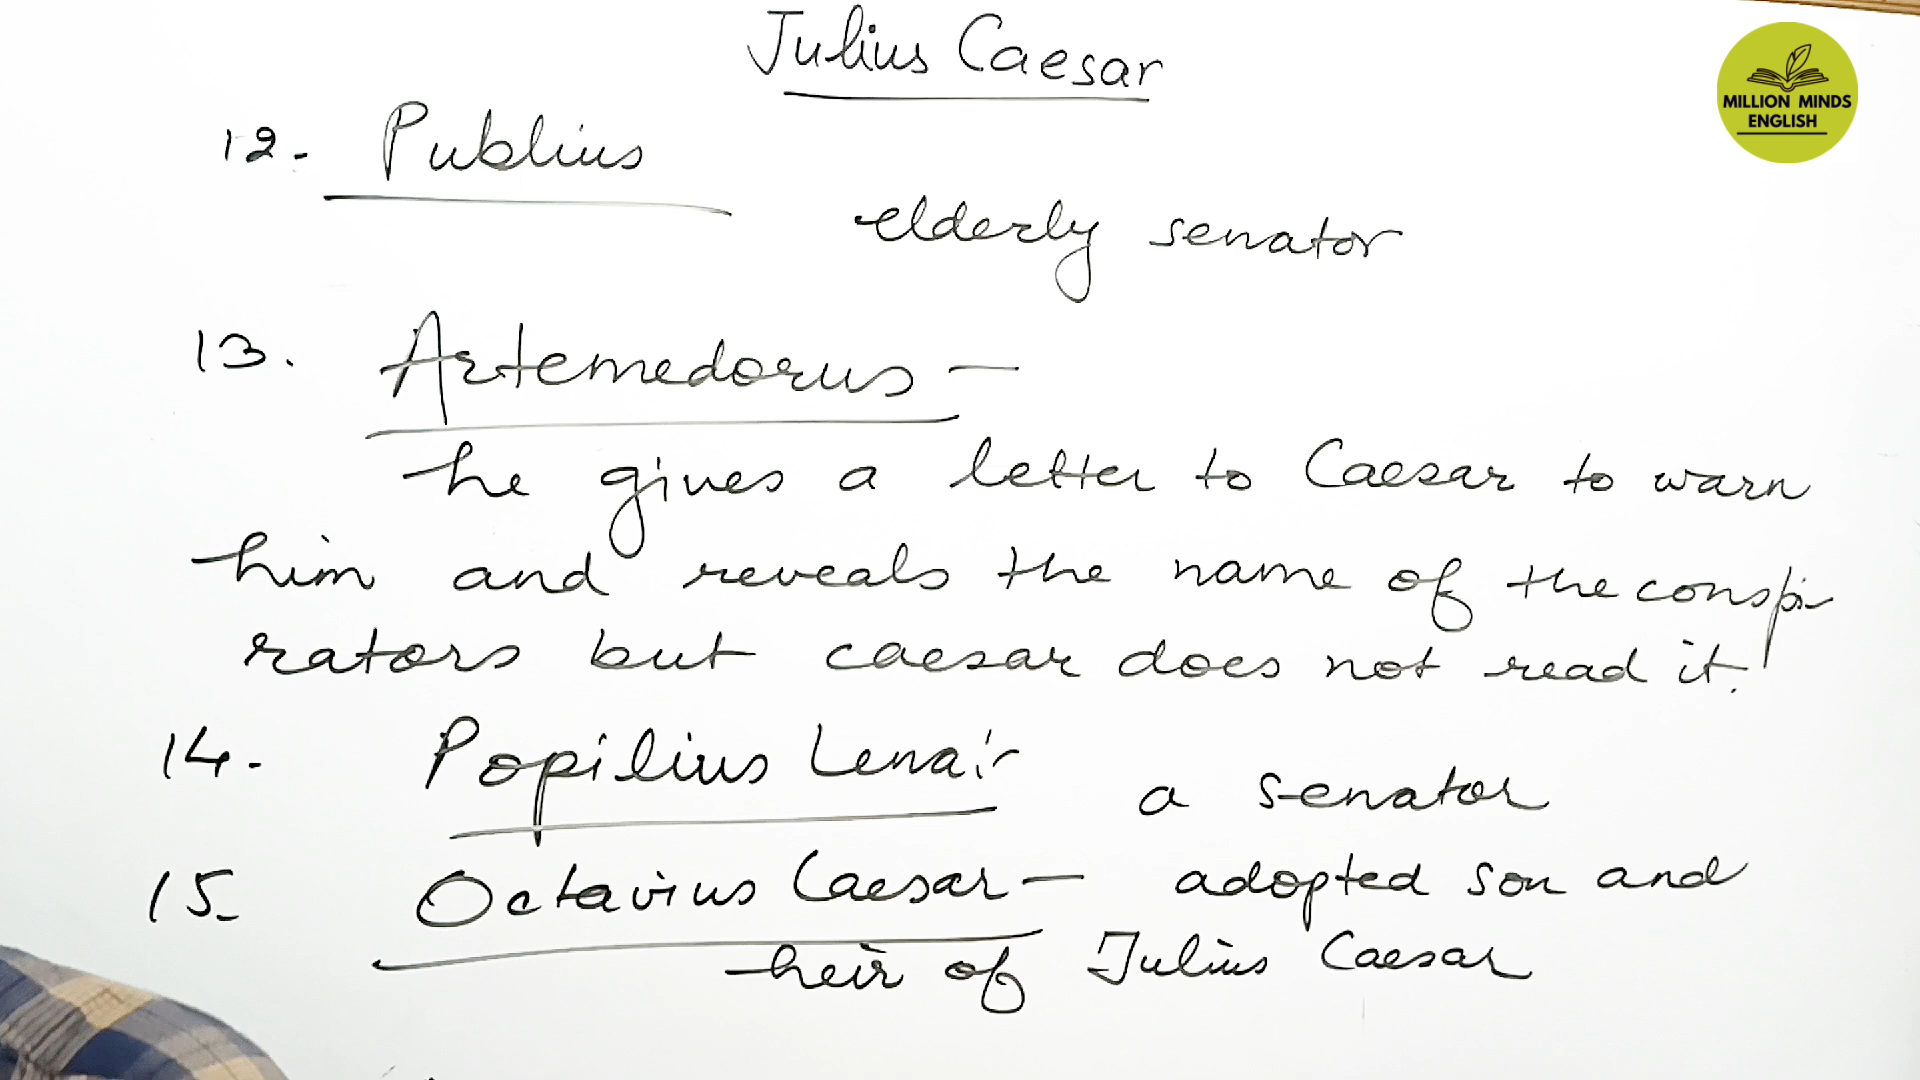 Julius Caesar
MILLION MINDS
ENGLISH
12. Publius
elderly senator
13. Artemedorus -
he gives a letter to Caesar to warn
him and reveals the name of the conspi
rators but caesar does not read it.
14. Popilius Lena
a senator
15. Octavius Caesar - adopted son and
heir of Julius Caesar